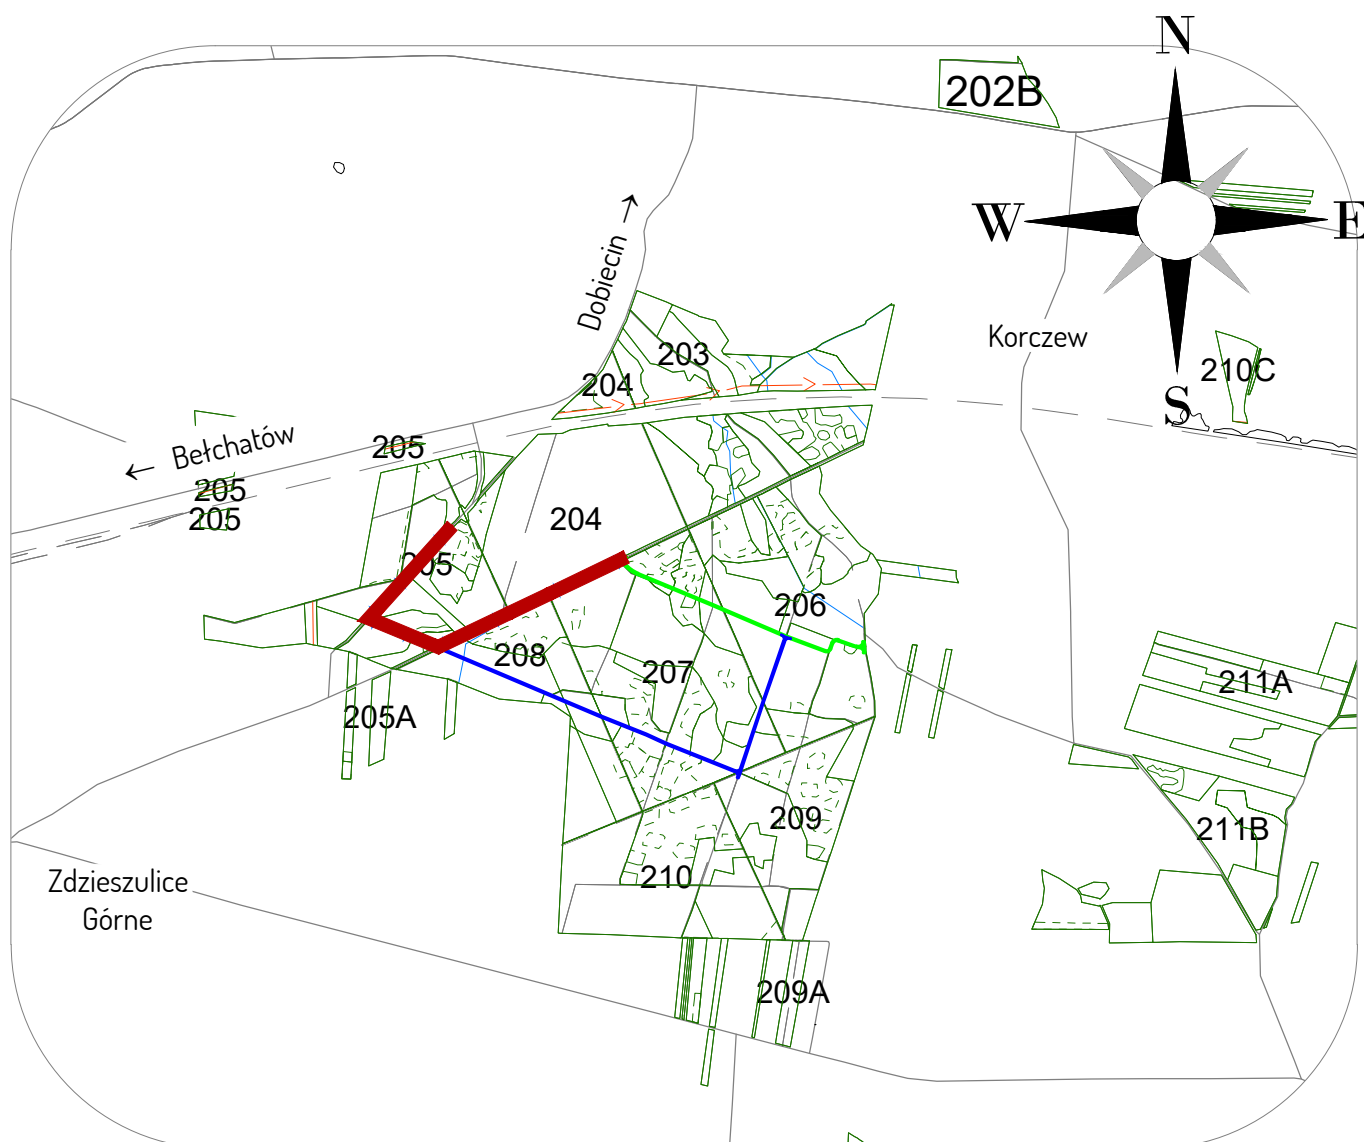 N
202B
W
E
Dobiecin →
Korczew
203
210C
204
S
← Bełchatów
205
205
205
204
205
206
208
207
211A
205A
209
211B
210
Zdzieszulice
Górne
209A